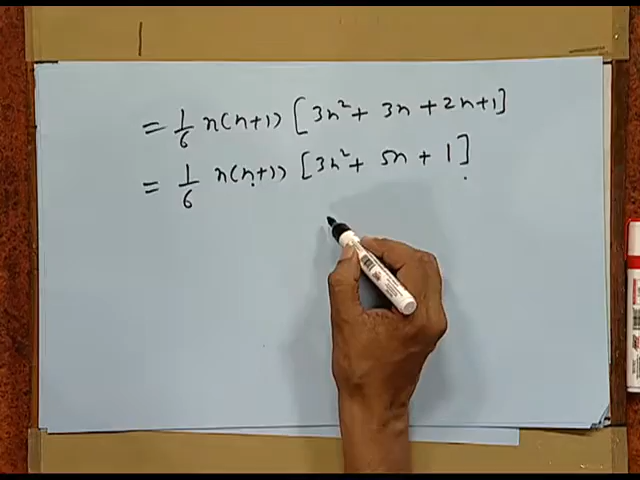 = 1/6 n(n+1) [3n² + 3n + 2n+1]
= 1/6 n(n+1) [3n² + 5n + 1].